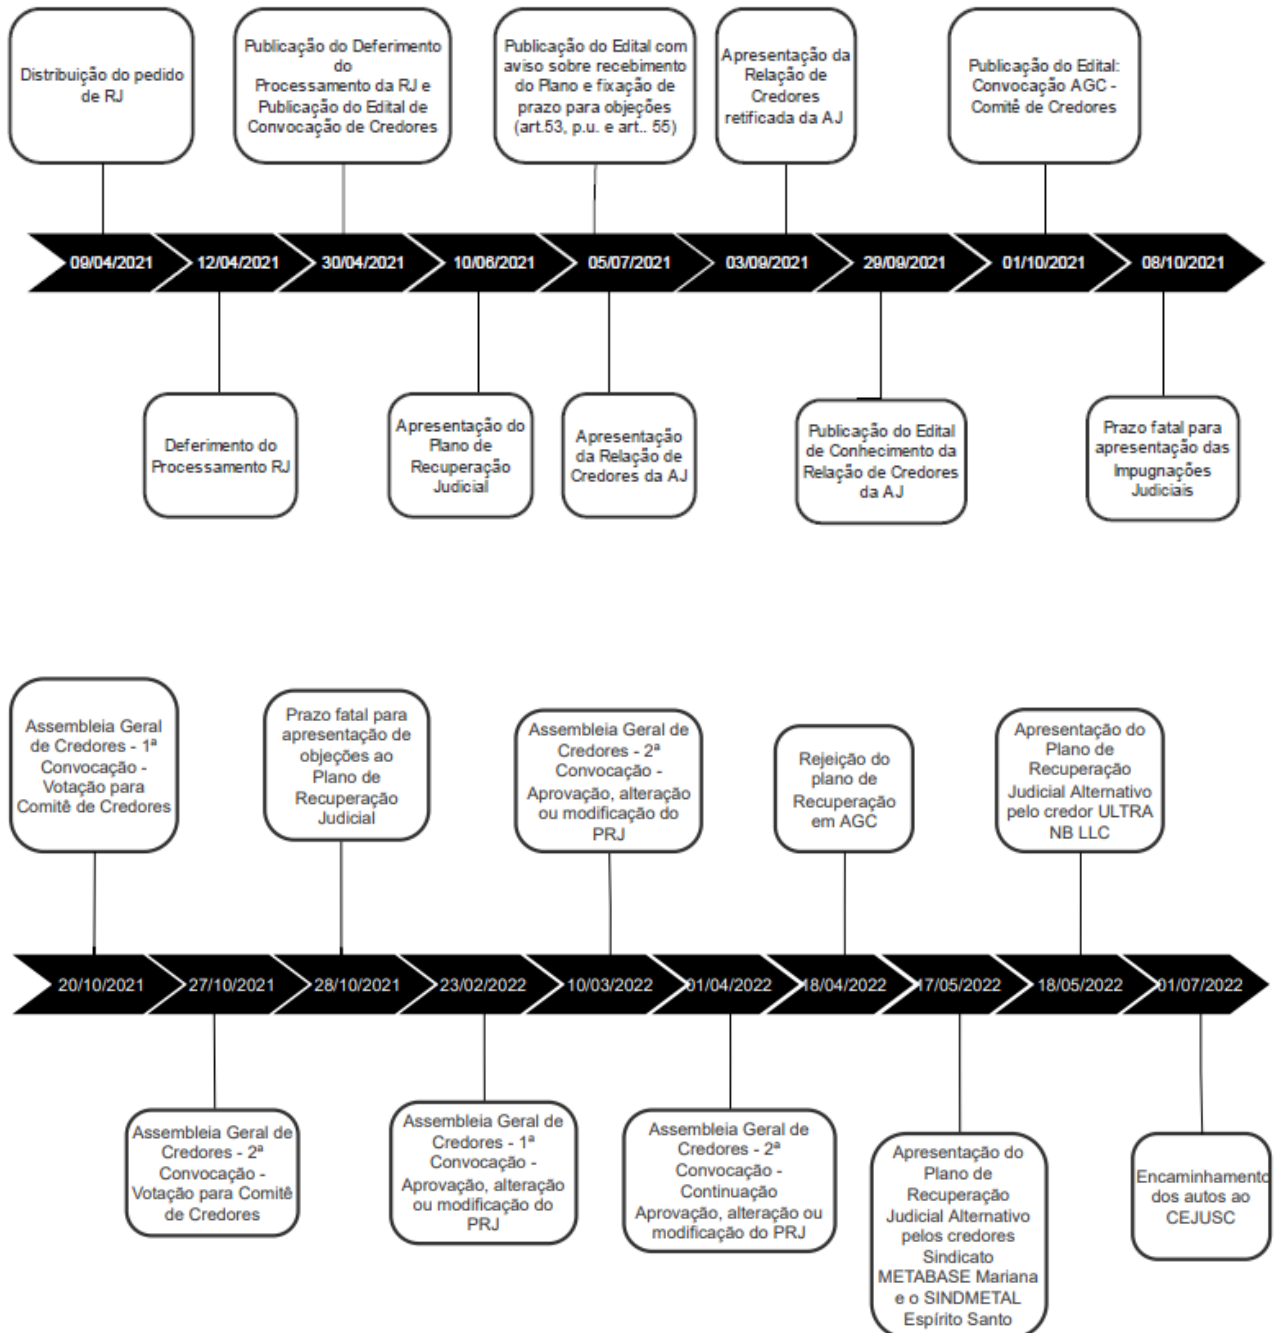 Distribuição do pedido
de RJ
Publicação do Deferimento
do
Processamento da RJ e
Publicação do Edital de
Convocação de Credores
Publicação do Edital com
aviso sobre recebimento
do Plano e fixação de
prazo para objeções
(art.53, p.u. e art.. 55)
Apresentação da
Relação de
Credores
retificada da AJ
Publicação do Edital:
Convocação AGC -
Comitê de Credores
09/04/2021
12/04/2021
30/04/2021
10/06/2021
05/07/2021
03/09/2021
29/09/2021
01/10/2021
08/10/2021
Deferimento do
Processamento RJ
Apresentação do
Plano de
Recuperação
Judicial
Apresentação
da Relação de
Credores da AJ
Publicação do Edital
de Conhecimento da
Relação de Credores
da AJ
Prazo fatal para
apresentação das
Impugnações
Judiciais
Assembleia Geral
de Credores - 1ª
Convocação -
Votação para
Comitê de Credores
Prazo fatal para
apresentação de
objeções ao
Plano de
Recuperação
Judicial
Assembleia Geral de
Credores - 2ª
Convocação -
Aprovação, alteração
ou modificação do
PRJ
Rejeição do
plano de
Recuperação
em AGC
Apresentação do
Plano de
Recuperação
Judicial Alternativo
pelo credor ULTRA
NB LLC
20/10/2021
27/10/2021
28/10/2021
23/02/2022
10/03/2022
01/04/2022
18/04/2022
17/05/2022
18/05/2022
01/07/2022
Assembleia Geral de
Credores - 2ª
Convocação -
Votação para Comitê
de Credores
Assembleia Geral de
Credores - 1ª
Convocação -
Aprovação, alteração
ou modificação do
PRJ
Assembleia Geral de
Credores - 2ª
Convocação -
Continuação
Aprovação, alteração ou
modificação do PRJ
Apresentação do
Plano de
Recuperação
Judicial Alternativo
pelos credores
Sindicato
METABASE Mariana
e o SINDMETAL
Espírito Santo
Encaminhamento
dos autos ao
CEJUSC